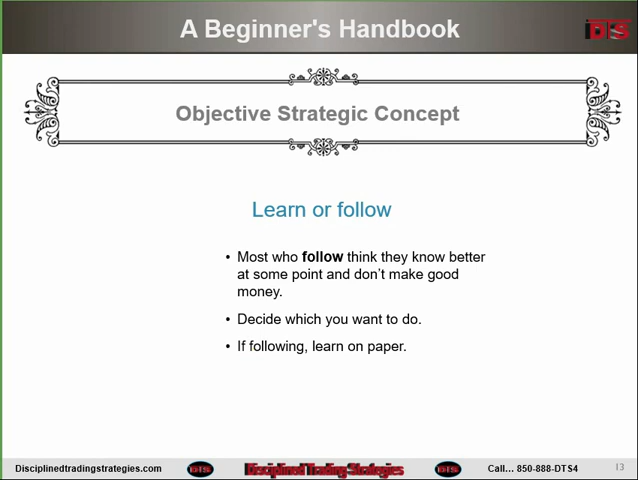 A Beginner's Handbook
DTS
Objective Strategic Concept
Learn or follow
• Most who follow think they know better
at some point and don't make good
money.
• Decide which you want to do.
• If following, learn on paper.
Disciplinedtradingstrategies.com
DTS
Disciplined Trading Strategies
DTS
Call... 850-888-DTS4
13